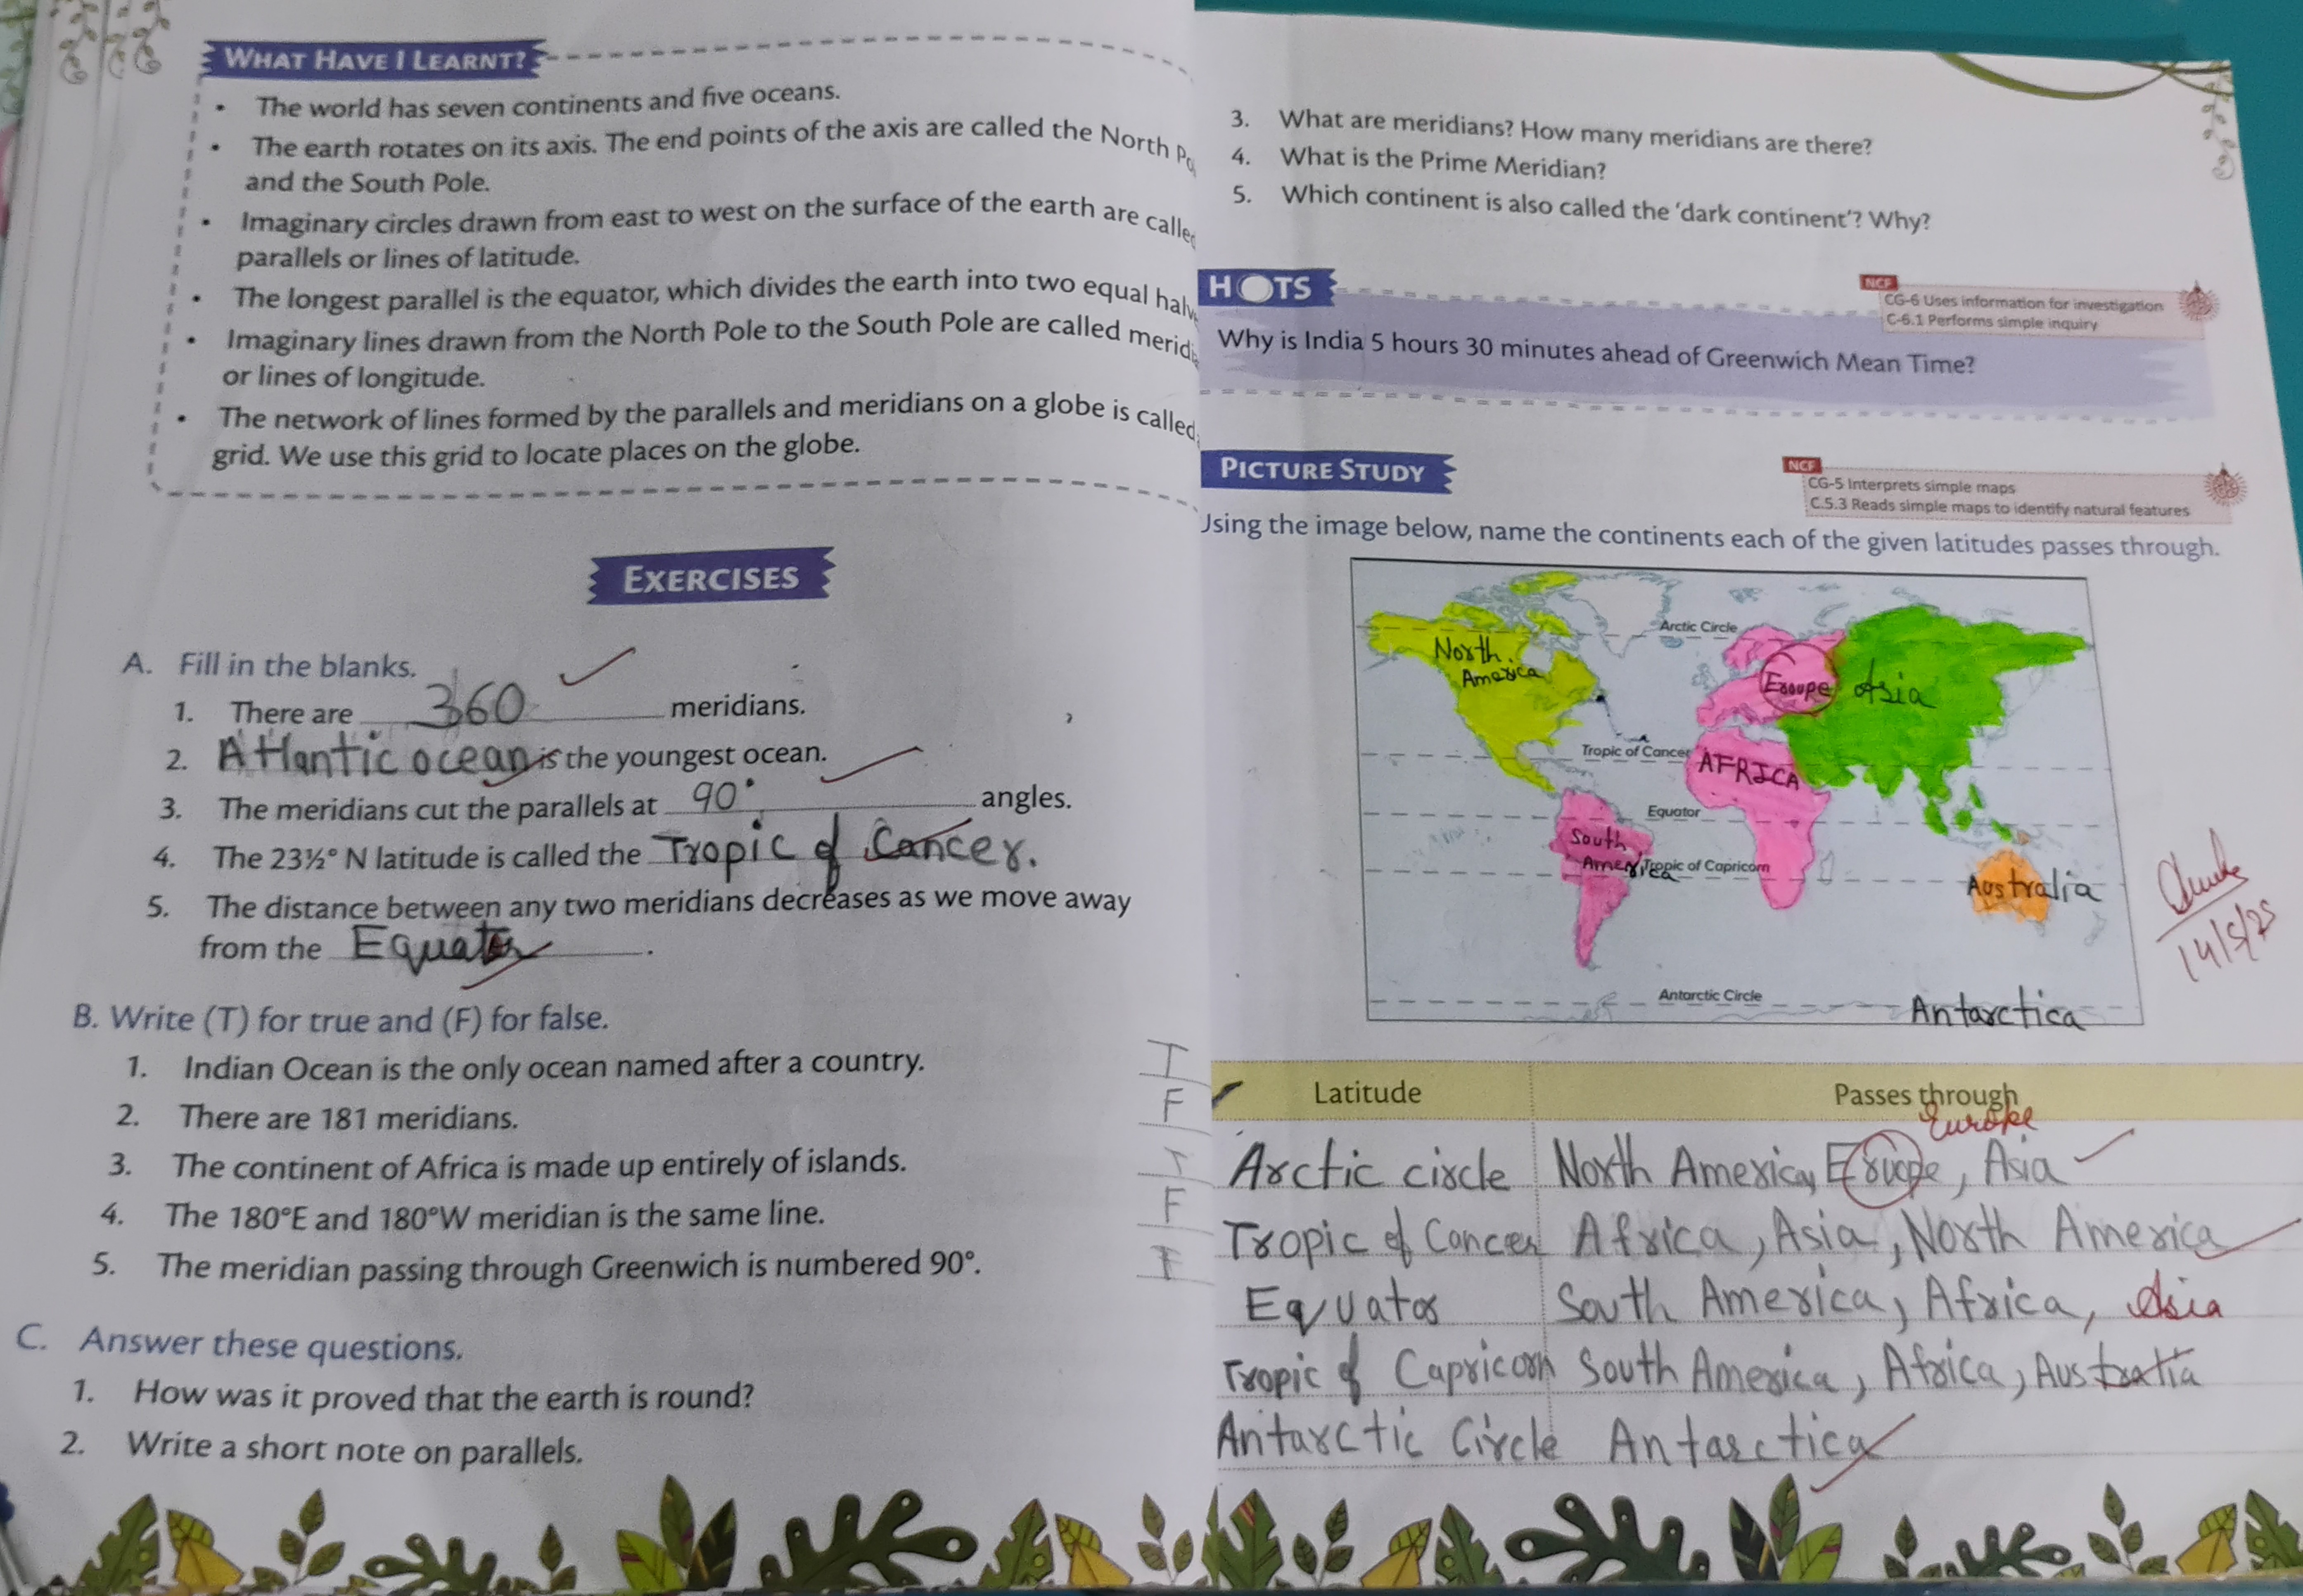 WHAT HAVE I LEARNT?
• The world has seven continents and five oceans.
• The earth rotates on its axis. The end points of the axis are called the North Po
and the South Pole.
• Imaginary circles drawn from east to west on the surface of the earth are called
parallels or lines of latitude.
• The longest parallel is the equator, which divides the earth into two equal halv
• Imaginary lines drawn from the North Pole to the South Pole are called merid
or lines of longitude.
• The network of lines formed by the parallels and meridians on a globe is called
grid. We use this grid to locate places on the globe.
EXERCISES
A. Fill in the blanks.
1. There are 360 meridians.
2. Atlantic ocean is the youngest ocean.
3. The meridians cut the parallels at 90° angles.
4. The 23½° N latitude is called the Tropic of Cancer.
5. The distance between any two meridians decreases as we move away
from the Equator.
B. Write (T) for true and (F) for false.
1. Indian Ocean is the only ocean named after a country. T
2. There are 181 meridians. F
3. The continent of Africa is made up entirely of islands. T
4. The 180°E and 180°W meridian is the same line. F
5. The meridian passing through Greenwich is numbered 90°.
C. Answer these questions.
1. How was it proved that the earth is round?
2. Write a short note on parallels.
3. What are meridians? How many meridians are there?
4. What is the Prime Meridian?
5. Which continent is also called the 'dark continent'? Why?
HOTS
NCF
CG-6 Uses information for investigation
C-6.1 Performs simple inquiry
Why is India 5 hours 30 minutes ahead of Greenwich Mean Time?
PICTURE STUDY
NCF
CG-5 Interprets simple maps
C.5.3 Reads simple maps to identify natural features
Using the image below, name the continents each of the given latitudes passes through.
Arctic Circle
North America
Eroupe
Asia
Tropic of Cancer
AFRICA
Equator
South America
Tropic of Capricorn
Australia
14/5/25
Antarctic Circle
Antarctica
Latitude Passes through
Europe
Arctic circle North America, Eroupe, Asia
Tropic of Cancer Africa, Asia, North America
Equator South America, Africa, Asia
Tropic of Capricorn South America, Africa, Australia
Antarctic Circle Antarctica